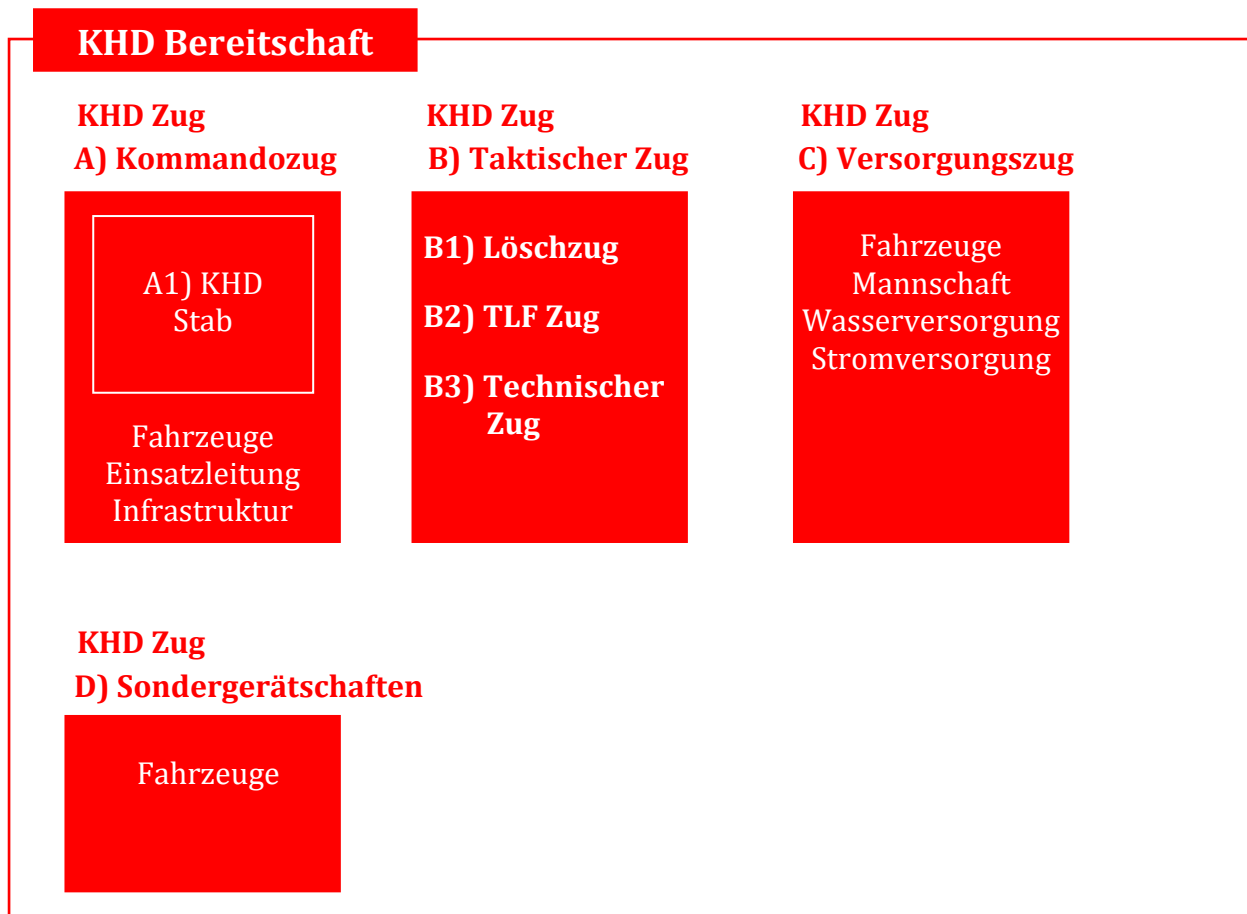 KHD Bereitschaft
KHD Zug
A) Kommandozug
A1) KHD
Stab
Fahrzeuge
Einsatzleitung
Infrastruktur
KHD Zug
B) Taktischer Zug
B1) Löschzug
B2) TLF Zug
B3) Technischer
Zug
KHD Zug
C) Versorgungszug
Fahrzeuge
Mannschaft
Wasserversorgung
Stromversorgung
KHD Zug
D) Sondergerätschaften
Fahrzeuge